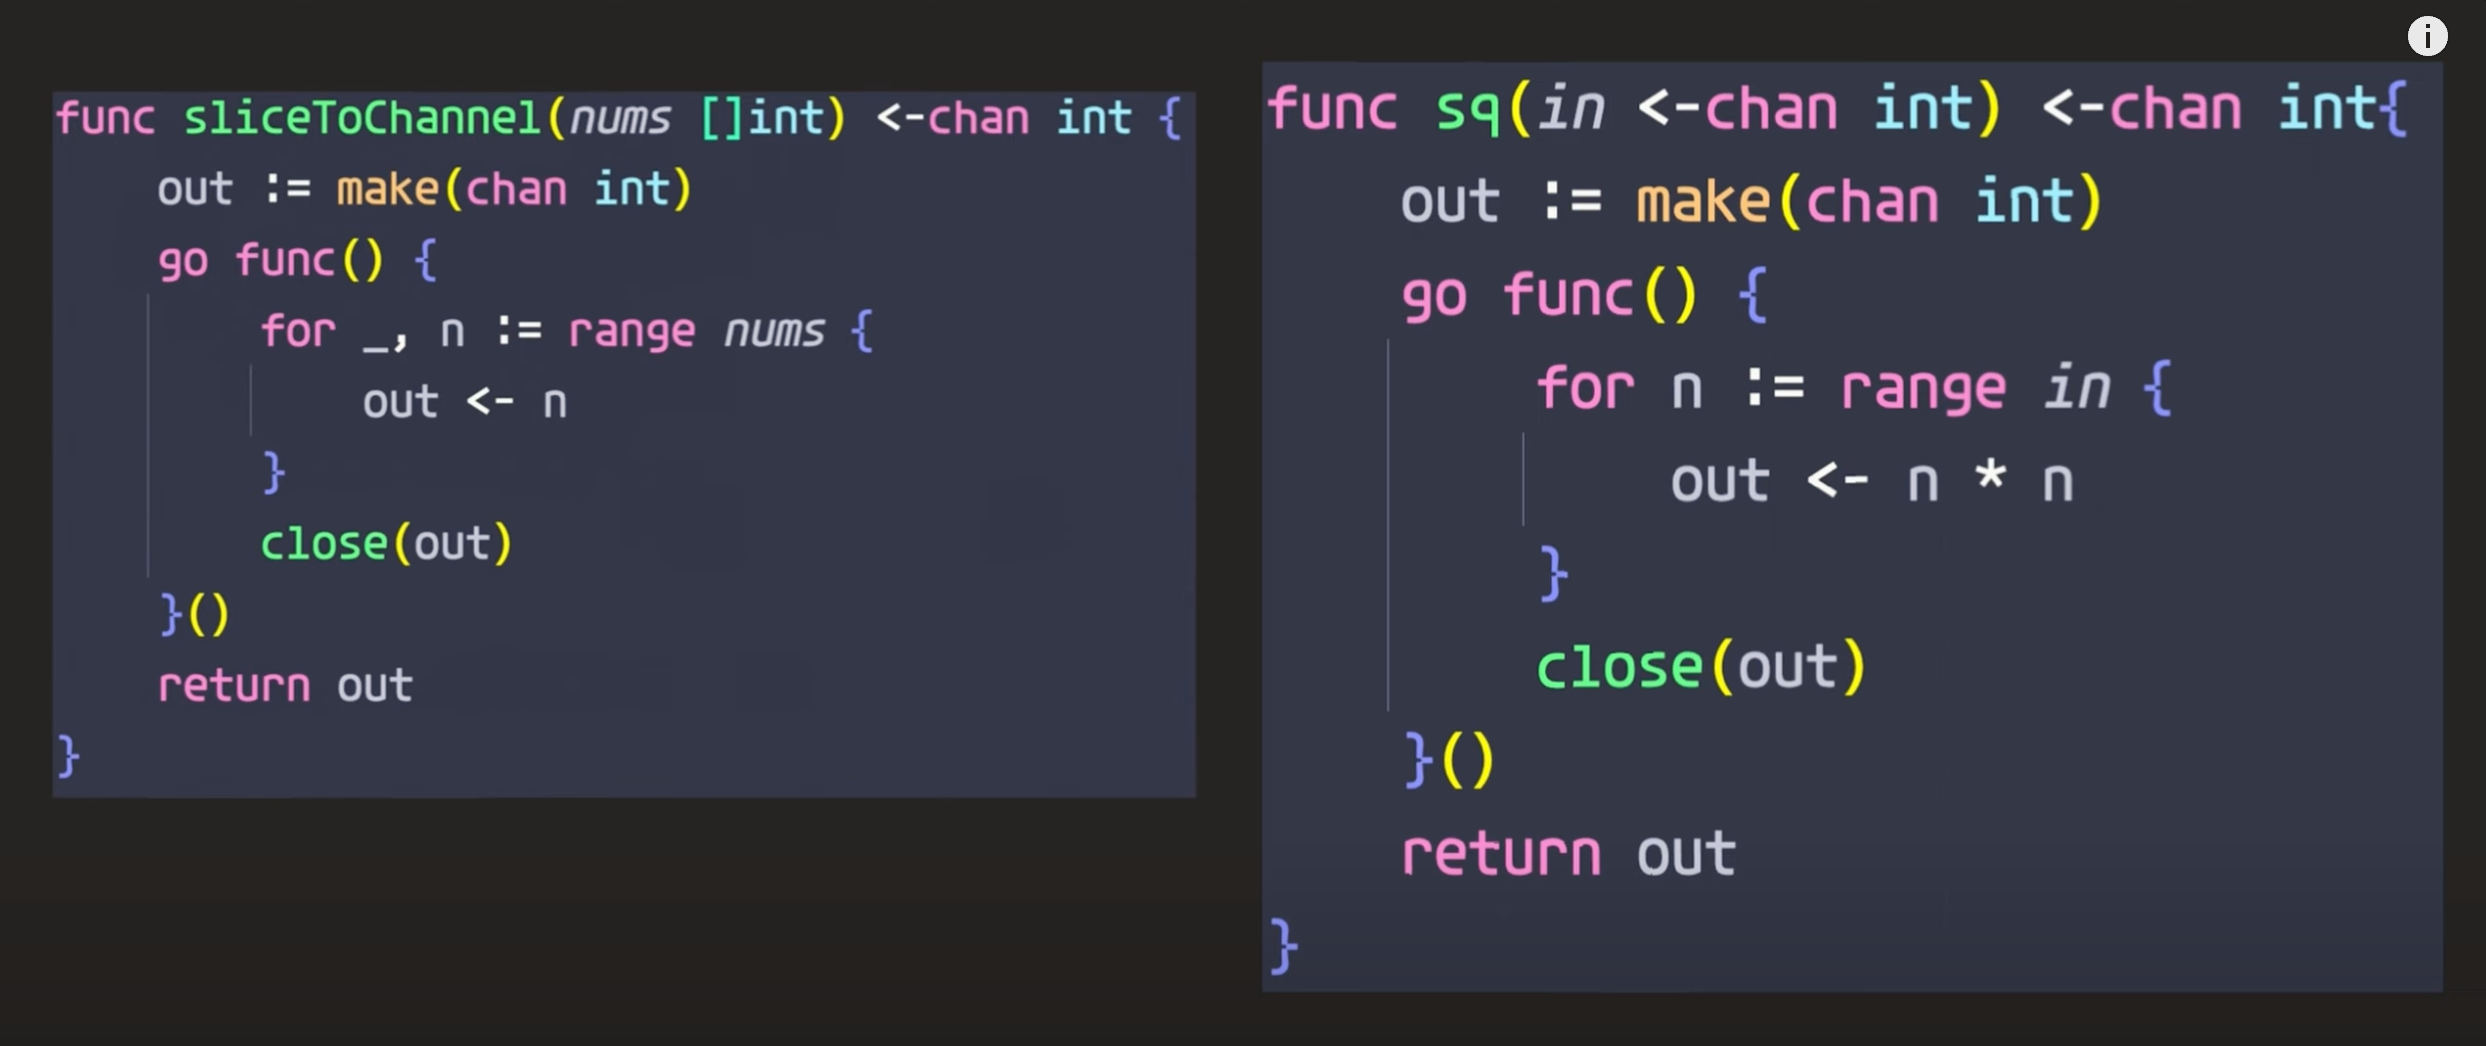 func sliceToChannel(nums []int) <-chan int {
    out := make(chan int)
    go func() {
        for _, n := range nums {
            out <- n
        }
        close(out)
    }()
    return out
}
func sq(in <-chan int) <-chan int{
    out := make(chan int)
    go func() {
        for n := range in {
            out <- n * n
        }
        close(out)
    }()
    return out
}